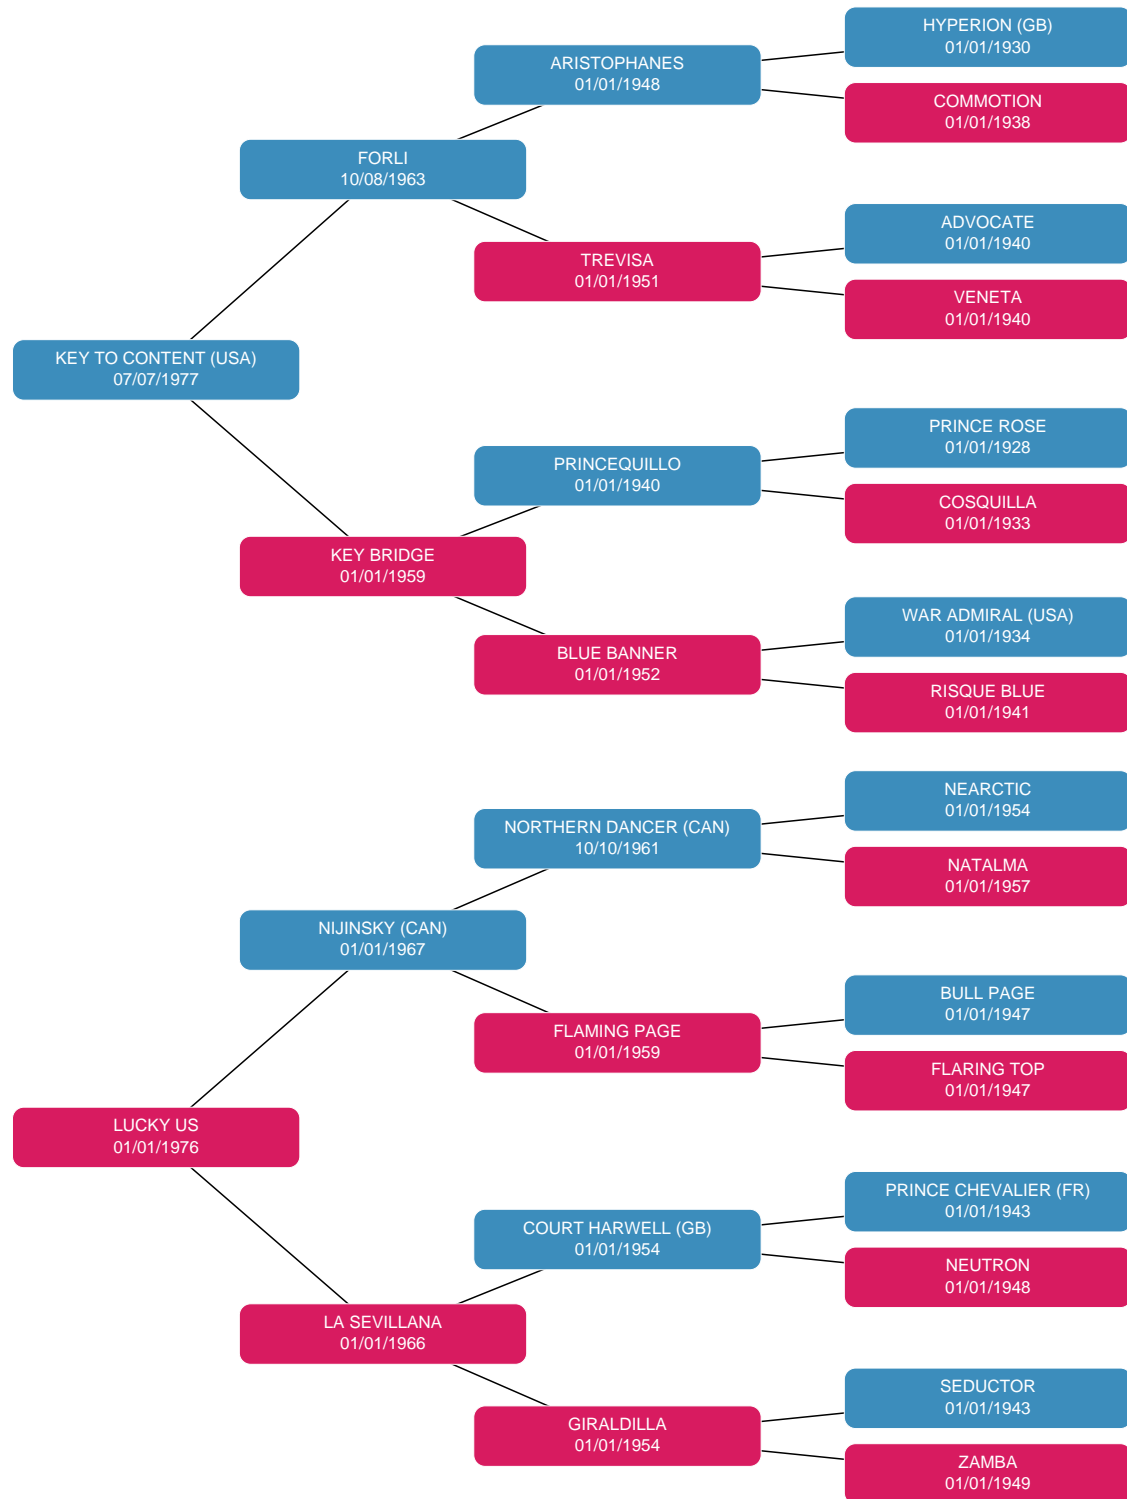 HYPERION (GB)
01/01/1930
ARISTOPHANES
01/01/1948
COMMOTION
01/01/1938
FORLI
10/08/1963
ADVOCATE
01/01/1940
TREVISA
01/01/1951
VENETA
01/01/1940
KEY TO CONTENT (USA)
07/07/1977
PRINCE ROSE
01/01/1928
PRINCEQUILLO
01/01/1940
COSQUILLA
01/01/1933
KEY BRIDGE
01/01/1959
WAR ADMIRAL (USA)
01/01/1934
BLUE BANNER
01/01/1952
RISQUE BLUE
01/01/1941
NEARCTIC
01/01/1954
NORTHERN DANCER (CAN)
10/10/1961
NATALMA
01/01/1957
NIJINSKY (CAN)
01/01/1967
BULL PAGE
01/01/1947
FLAMING PAGE
01/01/1959
FLARING TOP
01/01/1947
LUCKY US
01/01/1976
PRINCE CHEVALIER (FR)
01/01/1943
COURT HARWELL (GB)
01/01/1954
NEUTRON
01/01/1948
LA SEVILLANA
01/01/1966
SEDUCTOR
01/01/1943
GIRALDILLA
01/01/1954
ZAMBA
01/01/1949